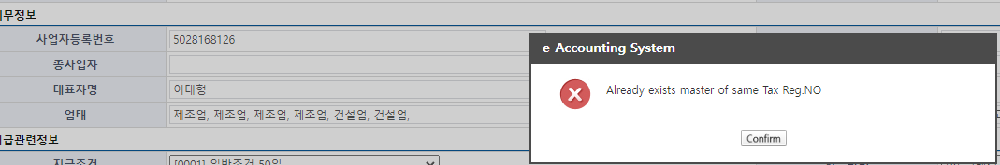 세무정보
사업자등록번호 5028168126
e-Accounting System
종사업자
대표자명 이대형
Already exists master of same Tax Reg.NO
업태 제조업, 제조업, 제조업, 제조업, 건설업, 건설업,
Confirm
지급관련정보
지급조건 [0001] 일반조건 50일